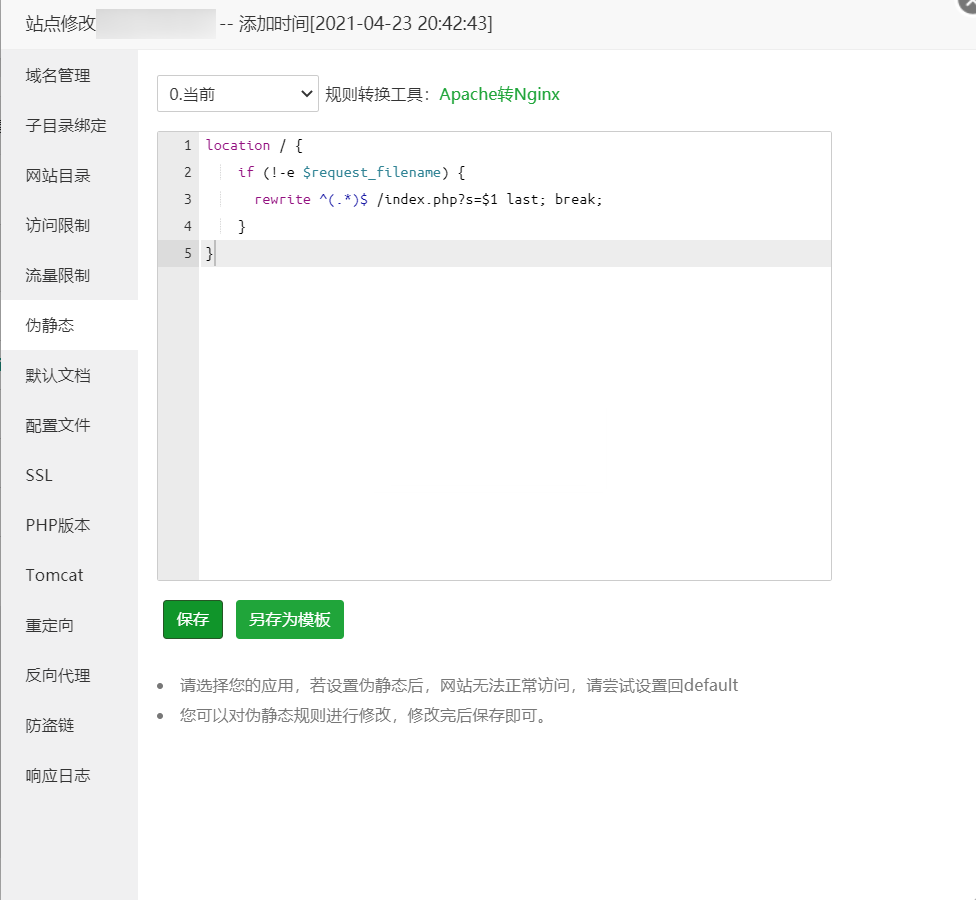 站点修改 -- 添加时间[2021-04-23 20:42:43]
域名管理
子目录绑定
网站目录
访问限制
流量限制
伪静态
默认文档
配置文件
SSL
PHP版本
Tomcat
重定向
反向代理
防盗链
响应日志
0.当前 规则转换工具：Apache转Nginx
1 location / {
2 if (!-e $request_filename) {
3 rewrite ^(.*)$ /index.php?s=$1 last; break;
4 }
5 }
保存 另存为模板
• 请选择您的应用，若设置伪静态后，网站无法正常访问，请尝试设置回default
• 您可以对伪静态规则进行修改，修改完后保存即可。